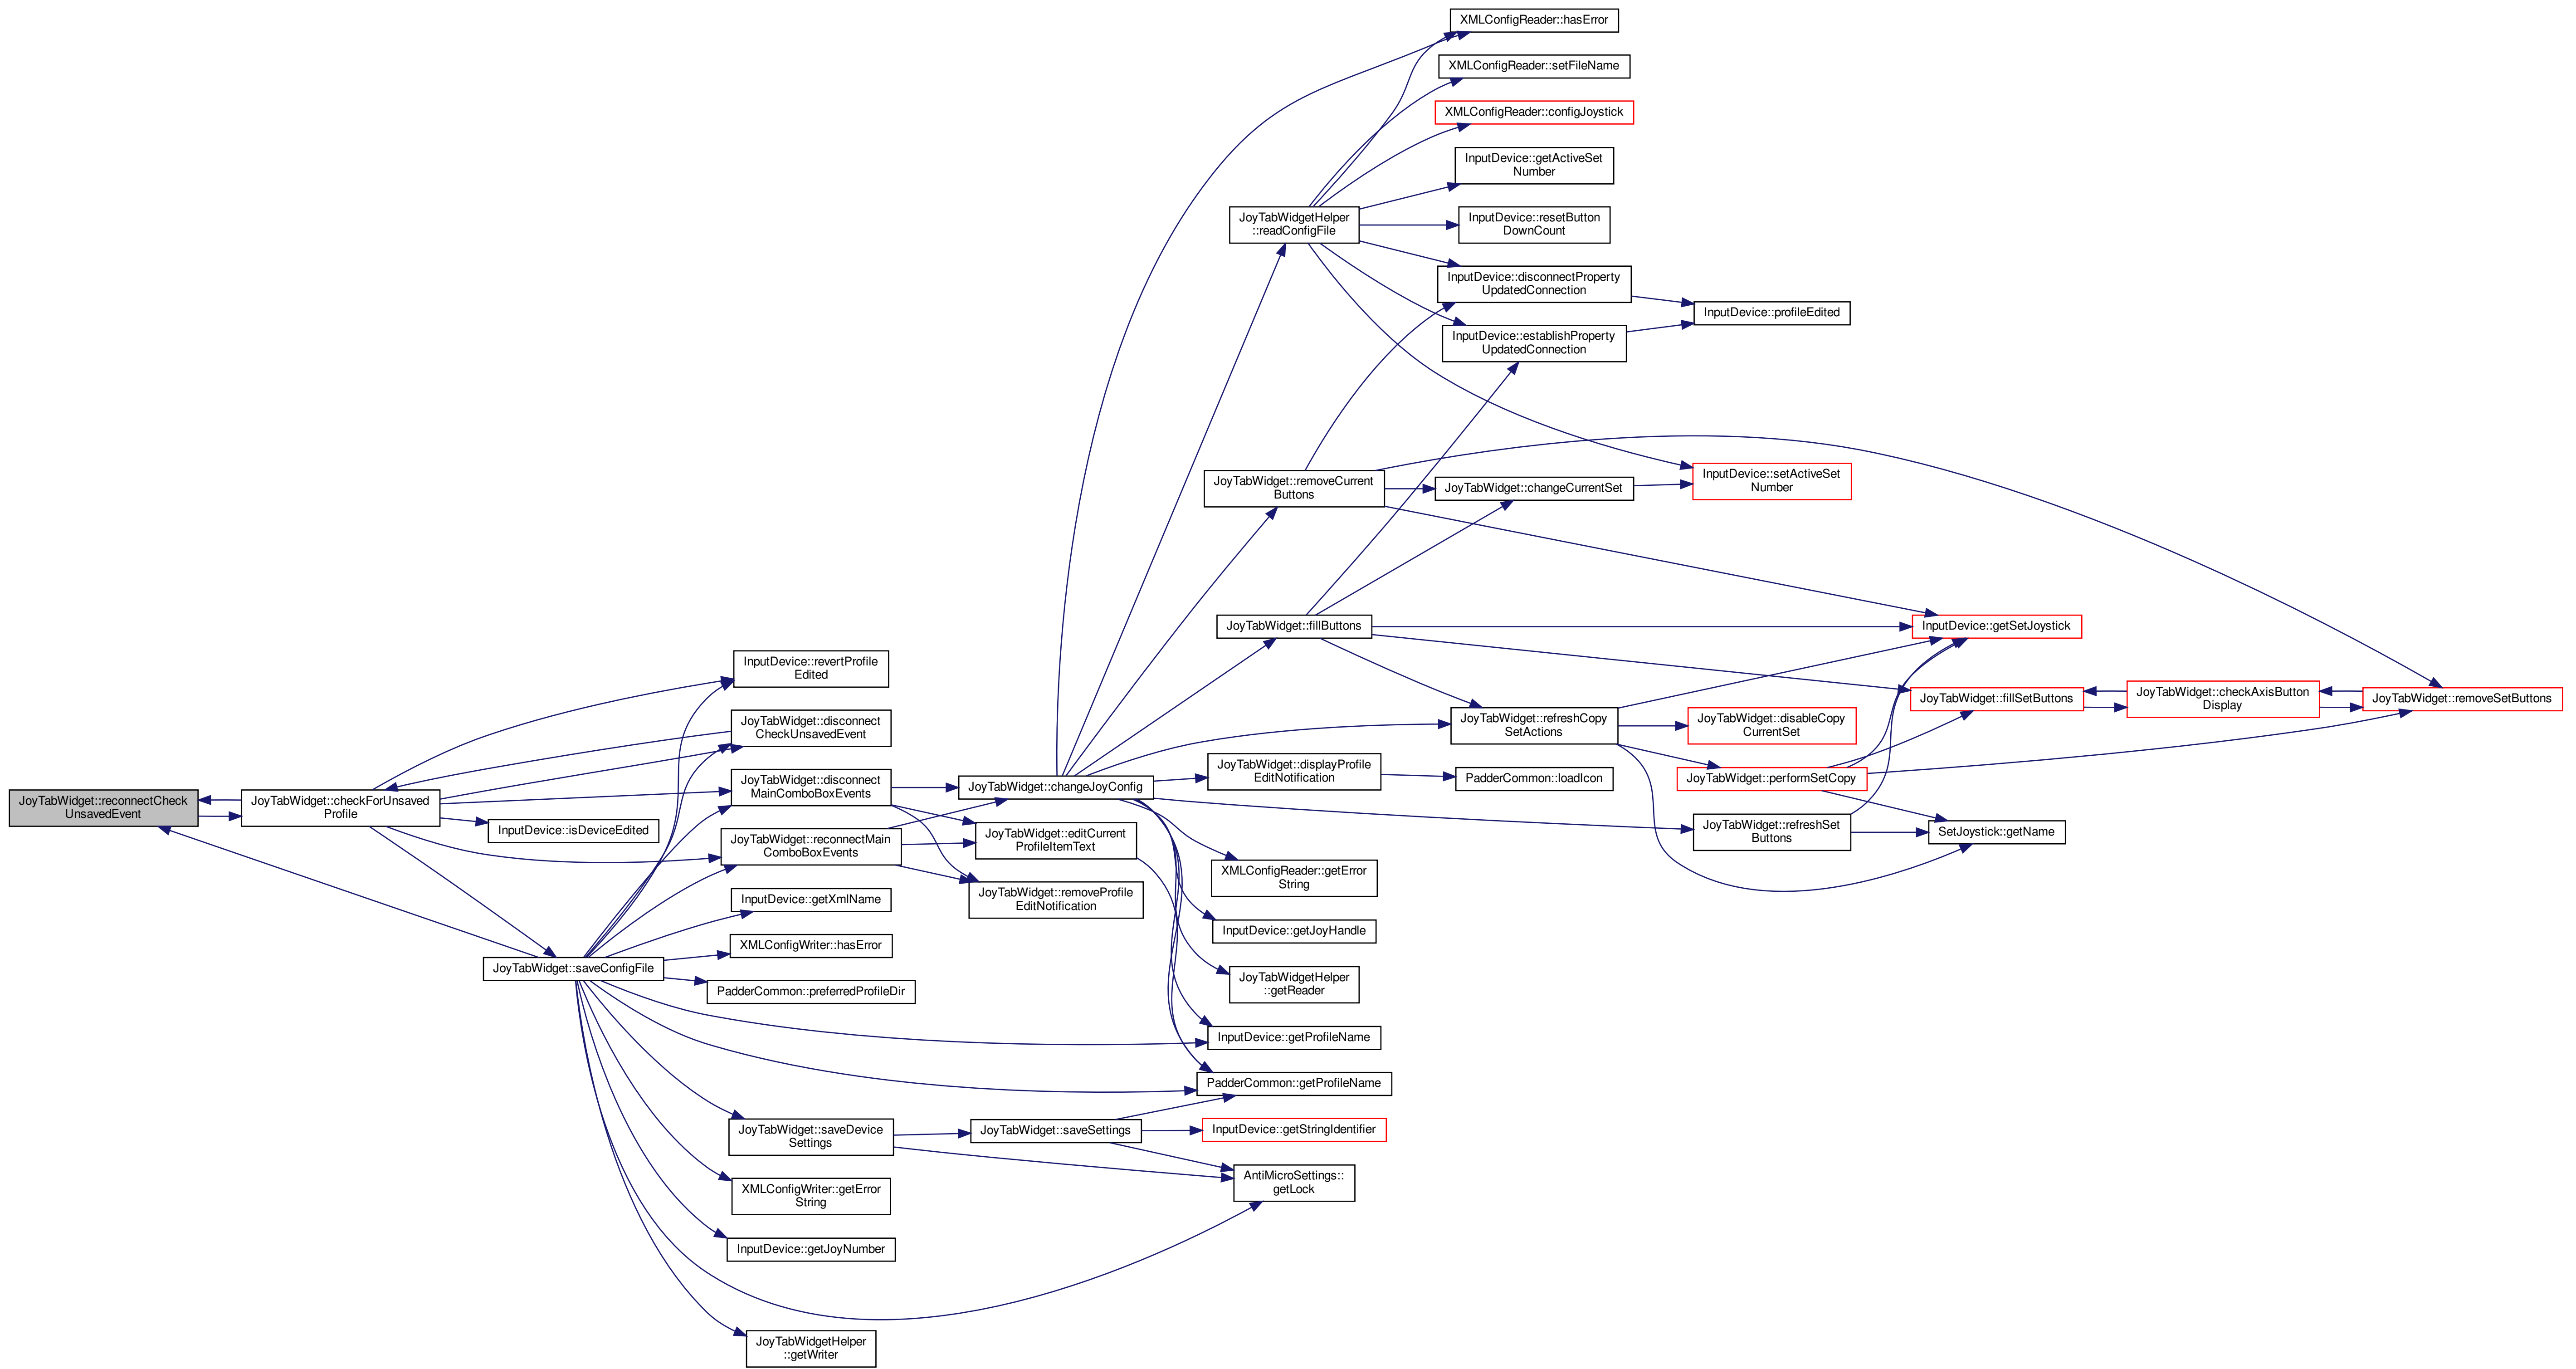 XMLConfigReader::hasError
XMLConfigReader::setFileName
XMLConfigReader::configJoystick
InputDevice::getActiveSet
Number
JoyTabWidgetHelper
::readConfigFile
InputDevice::resetButton
DownCount
InputDevice::disconnectProperty
UpdatedConnection
InputDevice::profileEdited
InputDevice::establishProperty
UpdatedConnection
JoyTabWidget::removeCurrent
Buttons
JoyTabWidget::changeCurrentSet
InputDevice::setActiveSet
Number
JoyTabWidget::fillButtons
InputDevice::getSetJoystick
InputDevice::revertProfile
Edited
JoyTabWidget::fillSetButtons
JoyTabWidget::checkAxisButton
Display
JoyTabWidget::removeSetButtons
JoyTabWidget::disconnect
CheckUnsavedEvent
JoyTabWidget::refreshCopy
SetActions
JoyTabWidget::disableCopy
CurrentSet
JoyTabWidget::reconnectCheck
UnsavedEvent
JoyTabWidget::checkForUnsaved
Profile
JoyTabWidget::disconnect
MainComboBoxEvents
JoyTabWidget::changeJoyConfig
JoyTabWidget::displayProfile
EditNotification
PadderCommon::loadIcon
JoyTabWidget::performSetCopy
InputDevice::isDeviceEdited
JoyTabWidget::reconnectMain
ComboBoxEvents
JoyTabWidget::editCurrent
ProfileItemText
JoyTabWidget::refreshSet
Buttons
SetJoystick::getName
InputDevice::getXmlName
JoyTabWidget::removeProfile
EditNotification
XMLConfigReader::getError
String
XMLConfigWriter::hasError
InputDevice::getJoyHandle
JoyTabWidget::saveConfigFile
PadderCommon::preferredProfileDir
JoyTabWidgetHelper
::getReader
InputDevice::getProfileName
PadderCommon::getProfileName
JoyTabWidget::saveDevice
Settings
JoyTabWidget::saveSettings
InputDevice::getStringIdentifier
XMLConfigWriter::getError
String
AntiMicroSettings::
getLock
InputDevice::getJoyNumber
JoyTabWidgetHelper
::getWriter